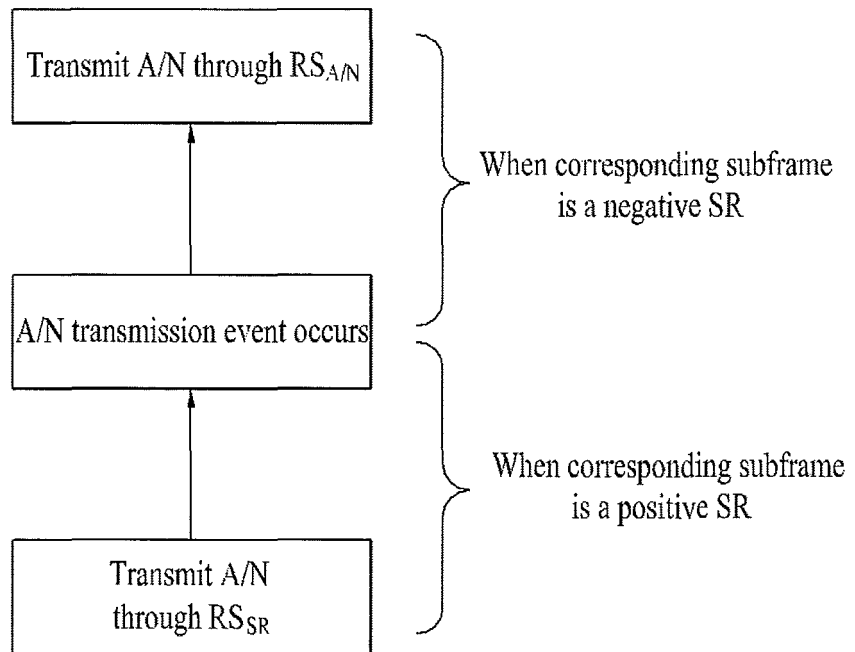 Transmit A/N through RSA/N
When corresponding subframe
is a negative SR
A/N transmission event occurs
When corresponding subframe
is a positive SR
Transmit A/N
through RSSR